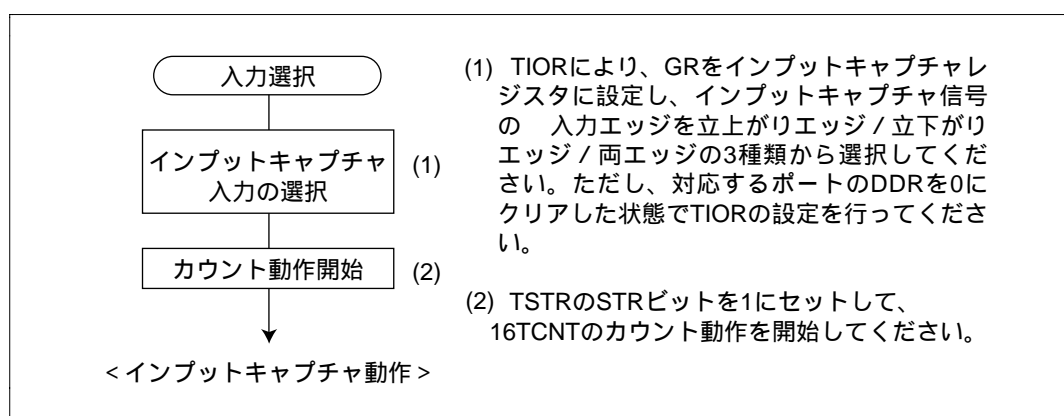 入力選択
インプットキャプチャ
入力の選択
(1)
カウント動作開始
(2)
<インプットキャプチャ動作>
(1) TIORにより、GRをインプットキャプチャレ
ジスタに設定し、インプットキャプチャ信号
の 入力エッジを立上がりエッジ/立下がり
エッジ/両エッジの3種類から選択してくだ
さい。ただし、対応するポートのDDRを0に
クリアした状態でTIORの設定を行ってくださ
い。
(2) TSTRのSTRビットを1にセットして、
16TCNTのカウント動作を開始してください。